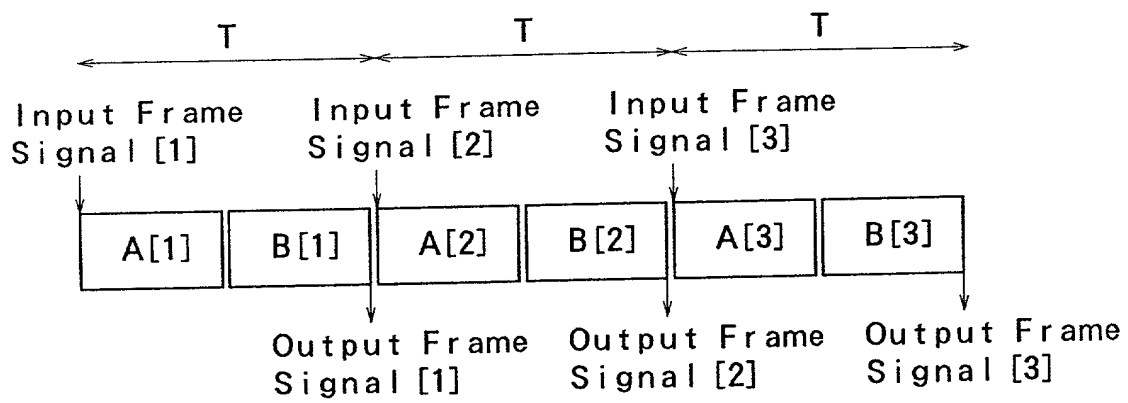 T T T
Input Frame
Signal [1]
Input Frame
Signal [2]
Input Frame
Signal [3]
A[1] B[1] A[2] B[2] A[3] B[3]
Output Frame
Signal [1]
Output Frame
Signal [2]
Output Frame
Signal [3]